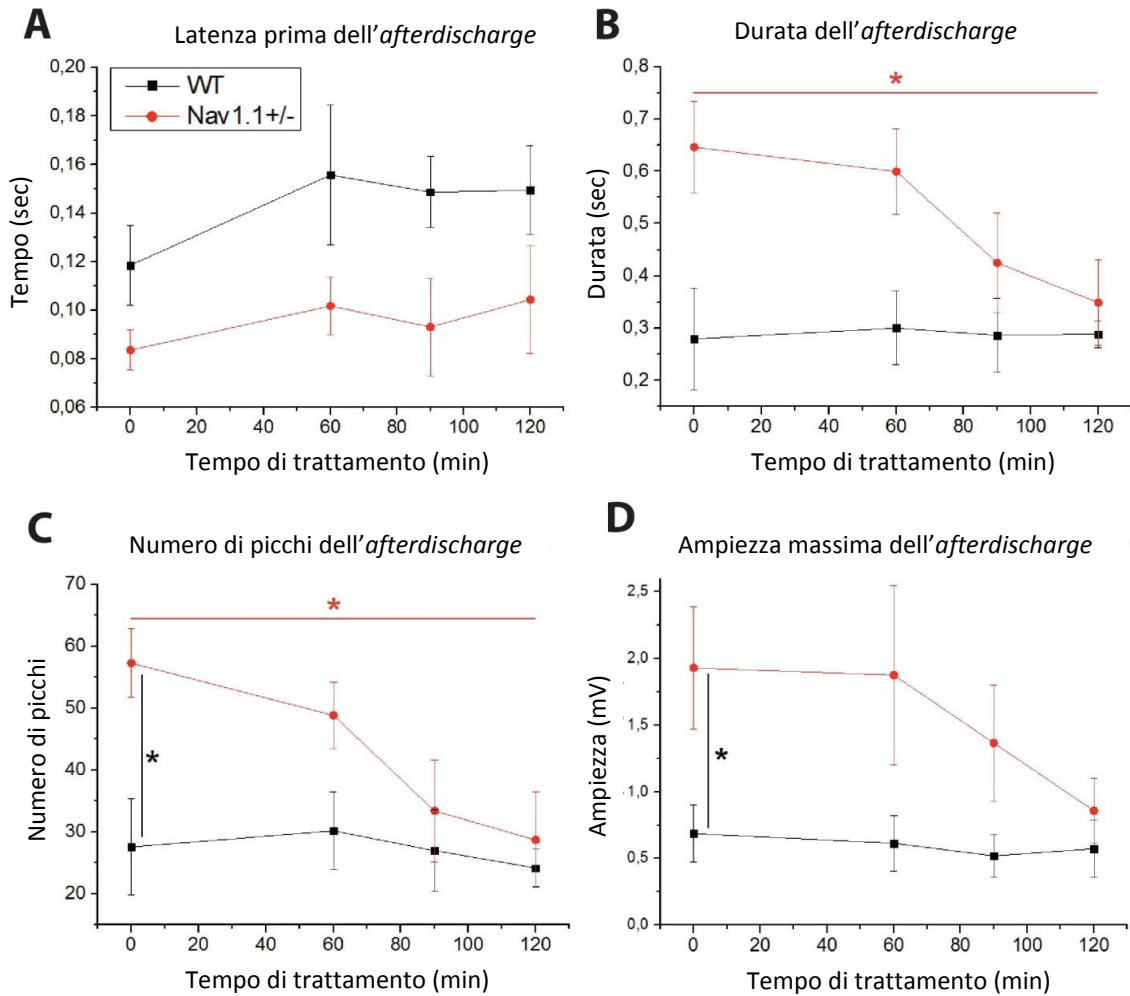 A
Latenza prima dell'afterdischarge
0,20
0,18
0,16
0,14
0,12
0,10
0,08
0,06
Tempo (sec)
WT
Nav1.1+/-
0 20 40 60 80 100 120
Tempo di trattamento (min)
B
Durata dell'afterdischarge
0,8
0,7
0,6
0,5
0,4
0,3
0,2
Durata (sec)
*
0 20 40 60 80 100 120
Tempo di trattamento (min)
C
Numero di picchi dell'afterdischarge
70
60
50
40
30
20
Numero di picchi
*
*
0 20 40 60 80 100 120
Tempo di trattamento (min)
D
Ampiezza massima dell'afterdischarge
2,5
2,0
1,5
1,0
0,5
0,0
Ampiezza (mV)
*
0 20 40 60 80 100 120
Tempo di trattamento (min)